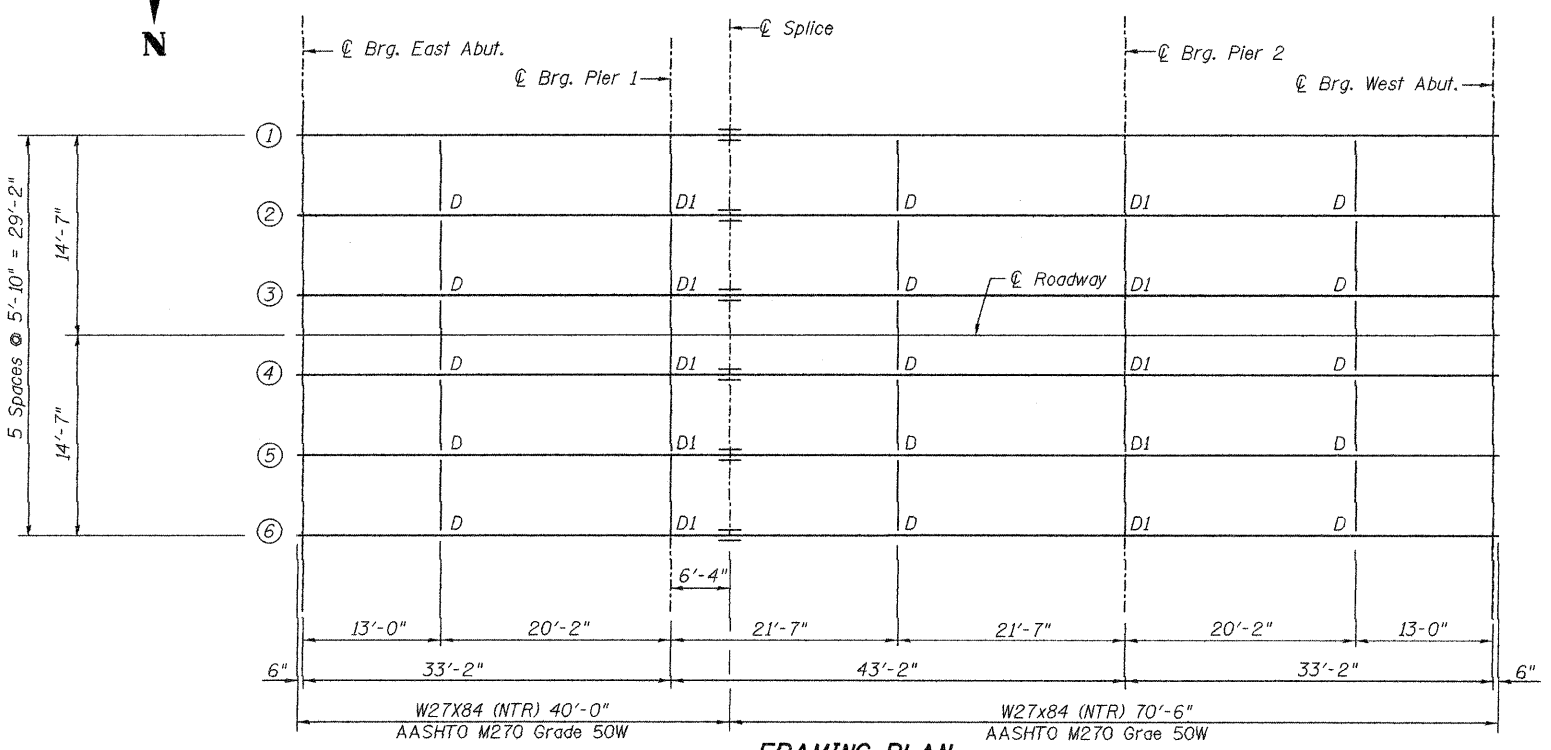 N
℄ Splice
℄ Brg. East Abut.
℄ Brg. Pier 2
℄ Brg. Pier 1
℄ Brg. West Abut.
5 Spaces @ 5'-10" = 29'-2"
14'-7"
14'-7"
1
D D1 D D1 D
2
D D1 D D1 D
3
℄ Roadway
D D1 D D1 D
4
D D1 D D1 D
5
D D1 D D1 D
6
6'-4"
13'-0" 20'-2" 21'-7" 21'-7" 20'-2" 13-0"
6" 33'-2" 43'-2" 33'-2" 6"
W27X84 (NTR) 40'-0" W27x84 (NTR) 70'-6"
AASHTO M270 Grade 50W AASHTO M270 Grae 50W
FRAMING PLAN